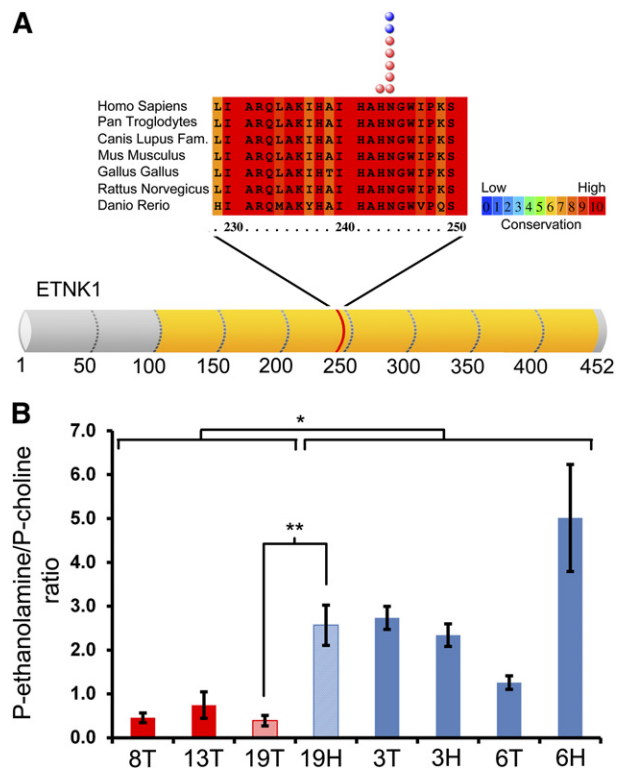 A
Homo Sapiens LI ARQLAKIHAI HAHNGWIPKS
Pan Troglodytes LI ARQLAKIHAI HAHNGWIPKS
Canis Lupus Fam. LI ARQLAKIHAI HAHNGWIPKS
Mus Musculus LI ARQLAKIHAI HAHNGWIPKS
Gallus Gallus LI ARQLAKIHTI HAHNGWIPKS
Rattus Norvegicus LI ARQLAKIHAI HAHNGWIPKS
Danio Rerio HI ARQMAKYHAI HAHNGWVPQS
. . 230 . . . . . . . . 240 . . . . . . . . 250
Low High
0 1 2 3 4 5 6 7 8 9 10
Conservation
ETNK1
1 50 100 150 200 250 300 350 400 452
B
P-ethanolamine/P-choline
ratio
7.0
6.0
5.0
4.0
3.0
2.0
1.0
0.0
*
**
8T 13T 19T 19H 3T 3H 6T 6H